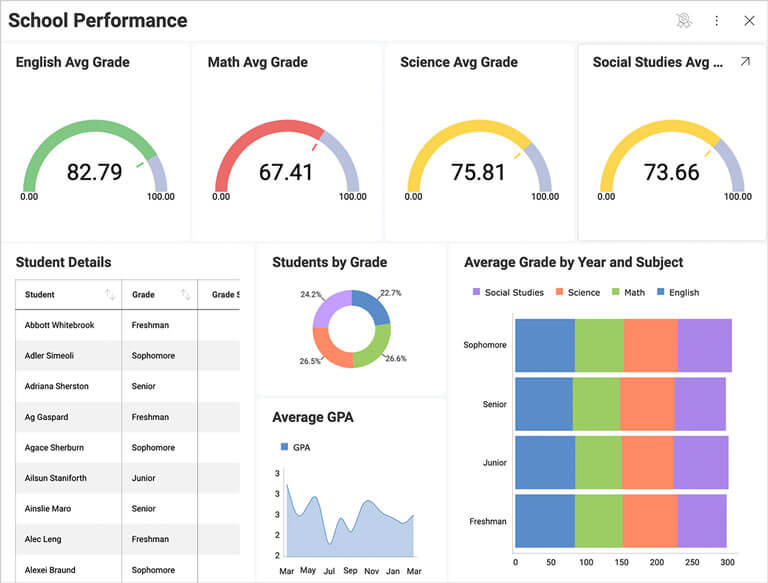 School Performance
English Avg Grade
82.79
0.00 100.00
Math Avg Grade
67.41
0.00 100.00
Science Avg Grade
75.81
0.00 100.00
Social Studies Avg ...
73.66
0.00 100.00
Student Details
Student Grade Grade S
Abbott Whitebrook Freshman
Adler Simeoli Sophomore
Adriana Sherston Senior
Ag Gaspard Freshman
Agace Sherburn Sophomore
Ailsun Staniforth Junior
Ainslie Maro Senior
Alec Leng Freshman
Alexei Braund Sophomore
Students by Grade
24.2% 22.7%
26.5% 26.6%
Average GPA
GPA
3
3
3
2
2
Mar May Jul Sep Nov Jan Mar
Average Grade by Year and Subject
Social Studies Science Math English
Sophomore
Senior
Junior
Freshman
0 50 100 150 200 250 300